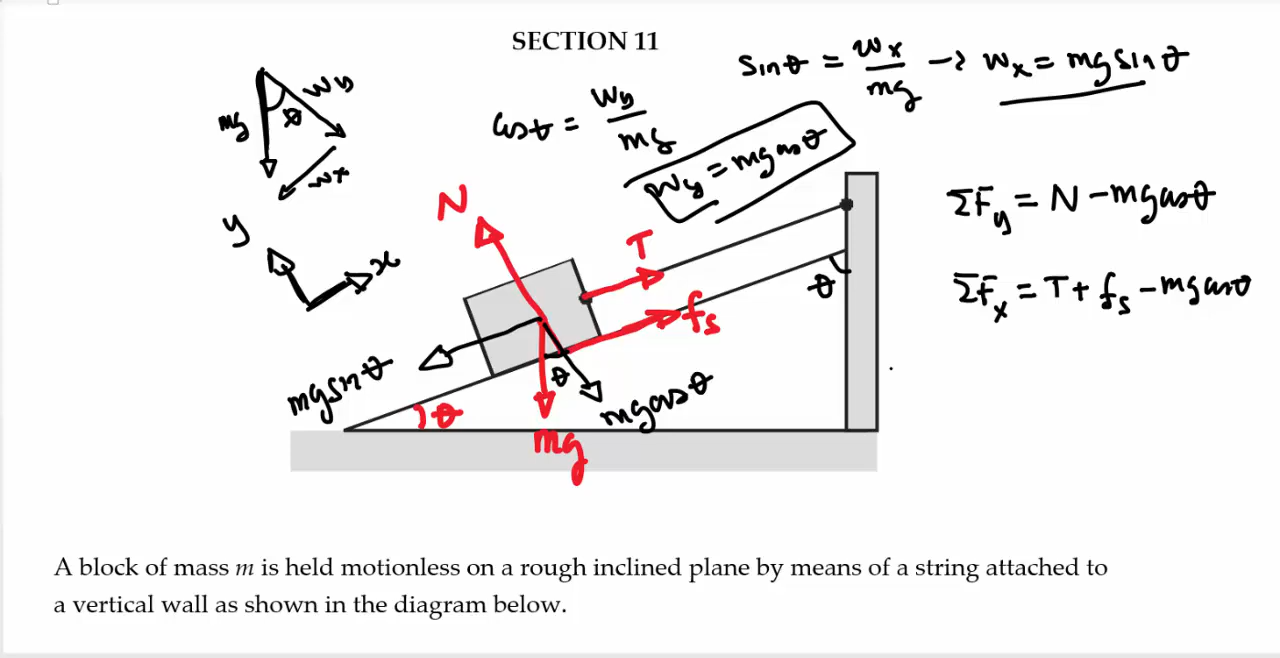 SECTION 11
sinθ = wx/mg → wx = mg sinθ
cosθ = wy/mg
wy = mg cosθ
mg
θ
wy
wx
y
x
N
T
fs
θ
mg sinθ
θ
θ
mg cosθ
mg
ΣFy = N - mg cosθ
ΣFx = T + fs - mg cosθ
A block of mass m is held motionless on a rough inclined plane by means of a string attached to
a vertical wall as shown in the diagram below.